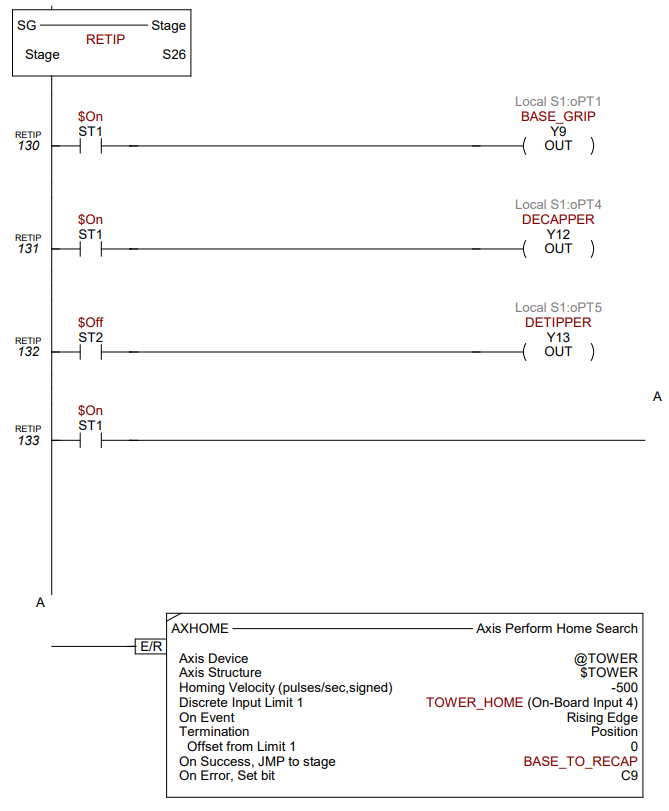 SG Stage
RETIP
Stage S26
Local S1:oPT1
$On BASE_GRIP
RETIP ST1 Y9
130 OUT
Local S1:oPT4
$On DECAPPER
RETIP ST1 Y12
131 OUT
Local S1:oPT5
$Off DETIPPER
RETIP ST2 Y13
132 OUT
A
$On
RETIP ST1
133
A
AXHOME Axis Perform Home Search
E/R
Axis Device @TOWER
Axis Structure $TOWER
Homing Velocity (pulses/sec,signed) -500
Discrete Input Limit 1 TOWER_HOME (On-Board Input 4)
On Event Rising Edge
Termination Position
Offset from Limit 1 0
On Success, JMP to stage BASE_TO_RECAP
On Error, Set bit C9